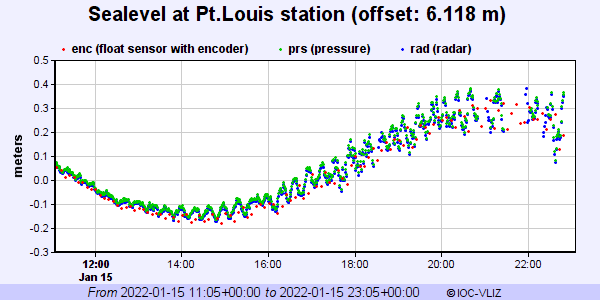 Sealevel at Pt.Louis station (offset: 6.118 m)
enc (float sensor with encoder) prs (pressure) rad (radar)
0.5
0.4
0.3
0.2
0.1
0.0
-0.1
-0.2
-0.3
meters
12:00 14:00 16:00 18:00 20:00 22:00
Jan 15
From 2022-01-15 11:05+00:00 to 2022-01-15 23:05+00:00 © IOC-VLIZ